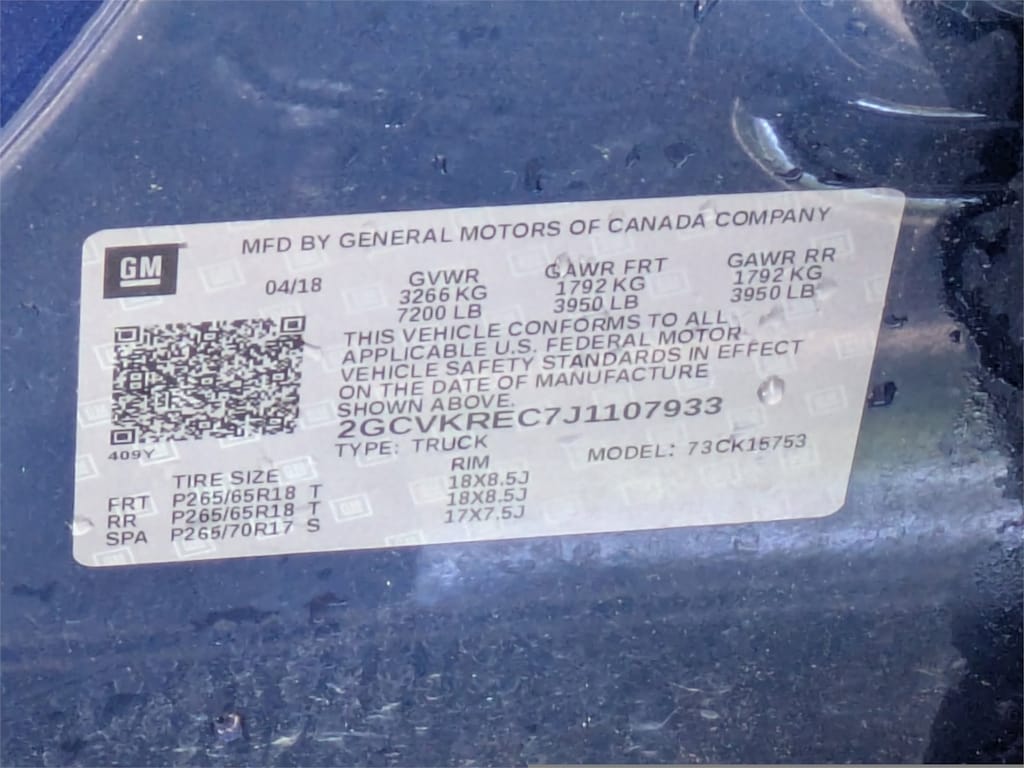 GM
MFD BY GENERAL MOTORS OF CANADA COMPANY
04/18 GVWR GAWR FRT GAWR RR
3266 KG 1792 KG 1792 KG
7200 LB 3950 LB 3950 LB
THIS VEHICLE CONFORMS TO ALL
APPLICABLE U.S. FEDERAL MOTOR
VEHICLE SAFETY STANDARDS IN EFFECT
ON THE DATE OF MANUFACTURE
SHOWN ABOVE.
2GCVKREC7J1107933
409Y
TYPE: TRUCK MODEL: 73CK15753
TIRE SIZE RIM
FRT P265/65R18 T 18X8.5J
RR P265/65R18 T 18X8.5J
SPA P265/70R17 S 17X7.5J